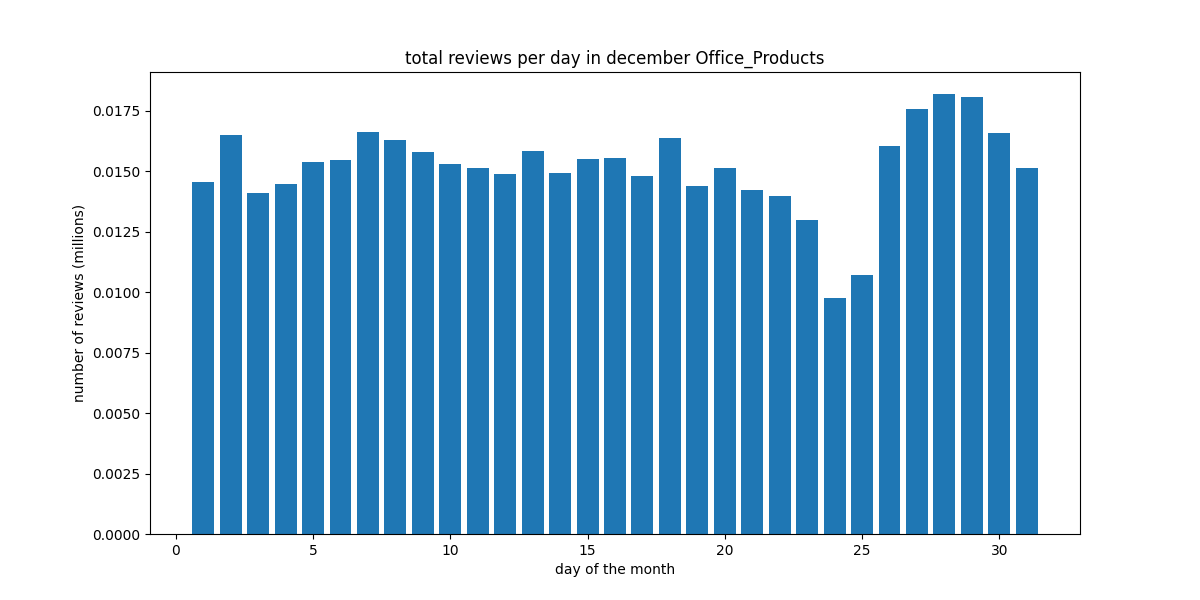 total reviews per day in december Office_Products
number of reviews (millions)
0.0175
0.0150
0.0125
0.0100
0.0075
0.0050
0.0025
0.0000
0 5 10 15 20 25 30
day of the month